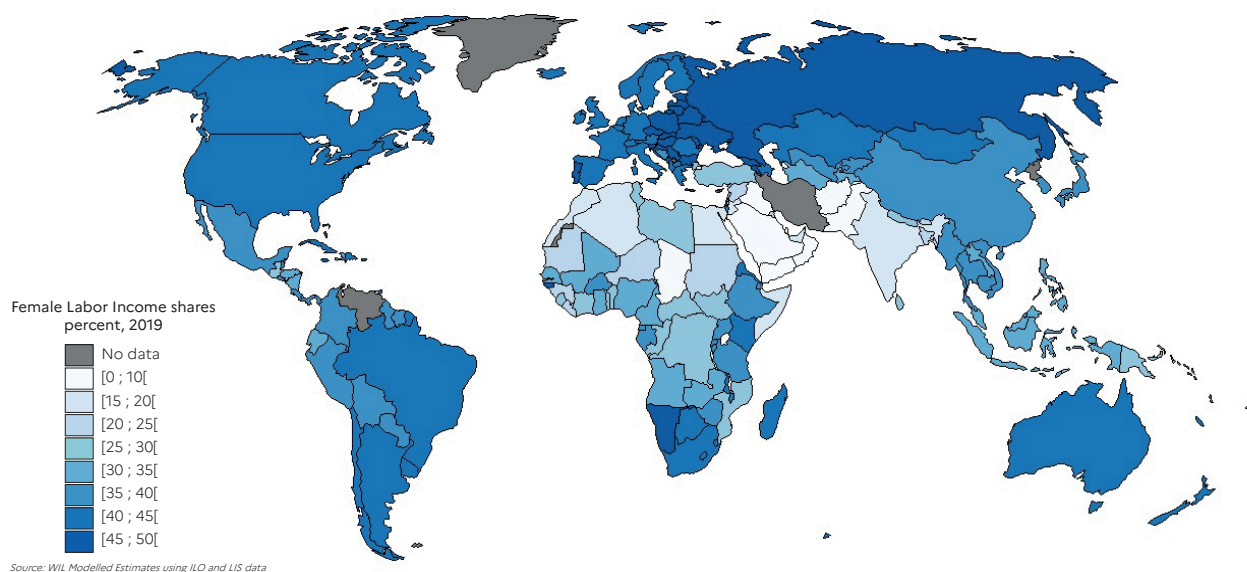 Female Labor Income shares
percent, 2019
No data
[0 ; 10[
[15 ; 20[
[20 ; 25[
[25 ; 30[
[30 ; 35[
[35 ; 40[
[40 ; 45[
[45 ; 50[
Source: WIL Modelled Estimates using ILO and LIS data